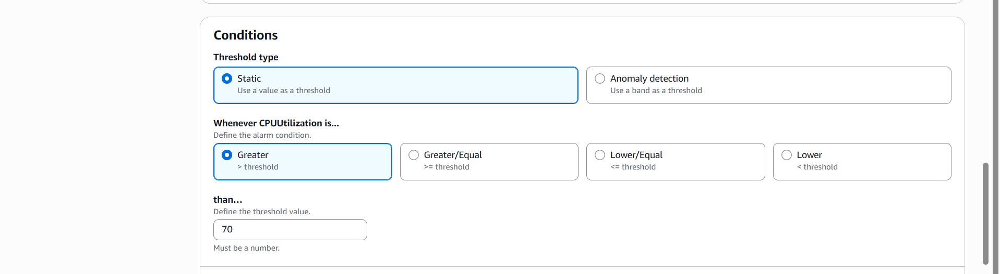 Conditions
Threshold type
Static
Use a value as a threshold
Anomaly detection
Use a band as a threshold
Whenever CPUUtilization is...
Define the alarm condition.
Greater
> threshold
Greater/Equal
>= threshold
Lower/Equal
<= threshold
Lower
< threshold
than...
Define the threshold value.
70
Must be a number.